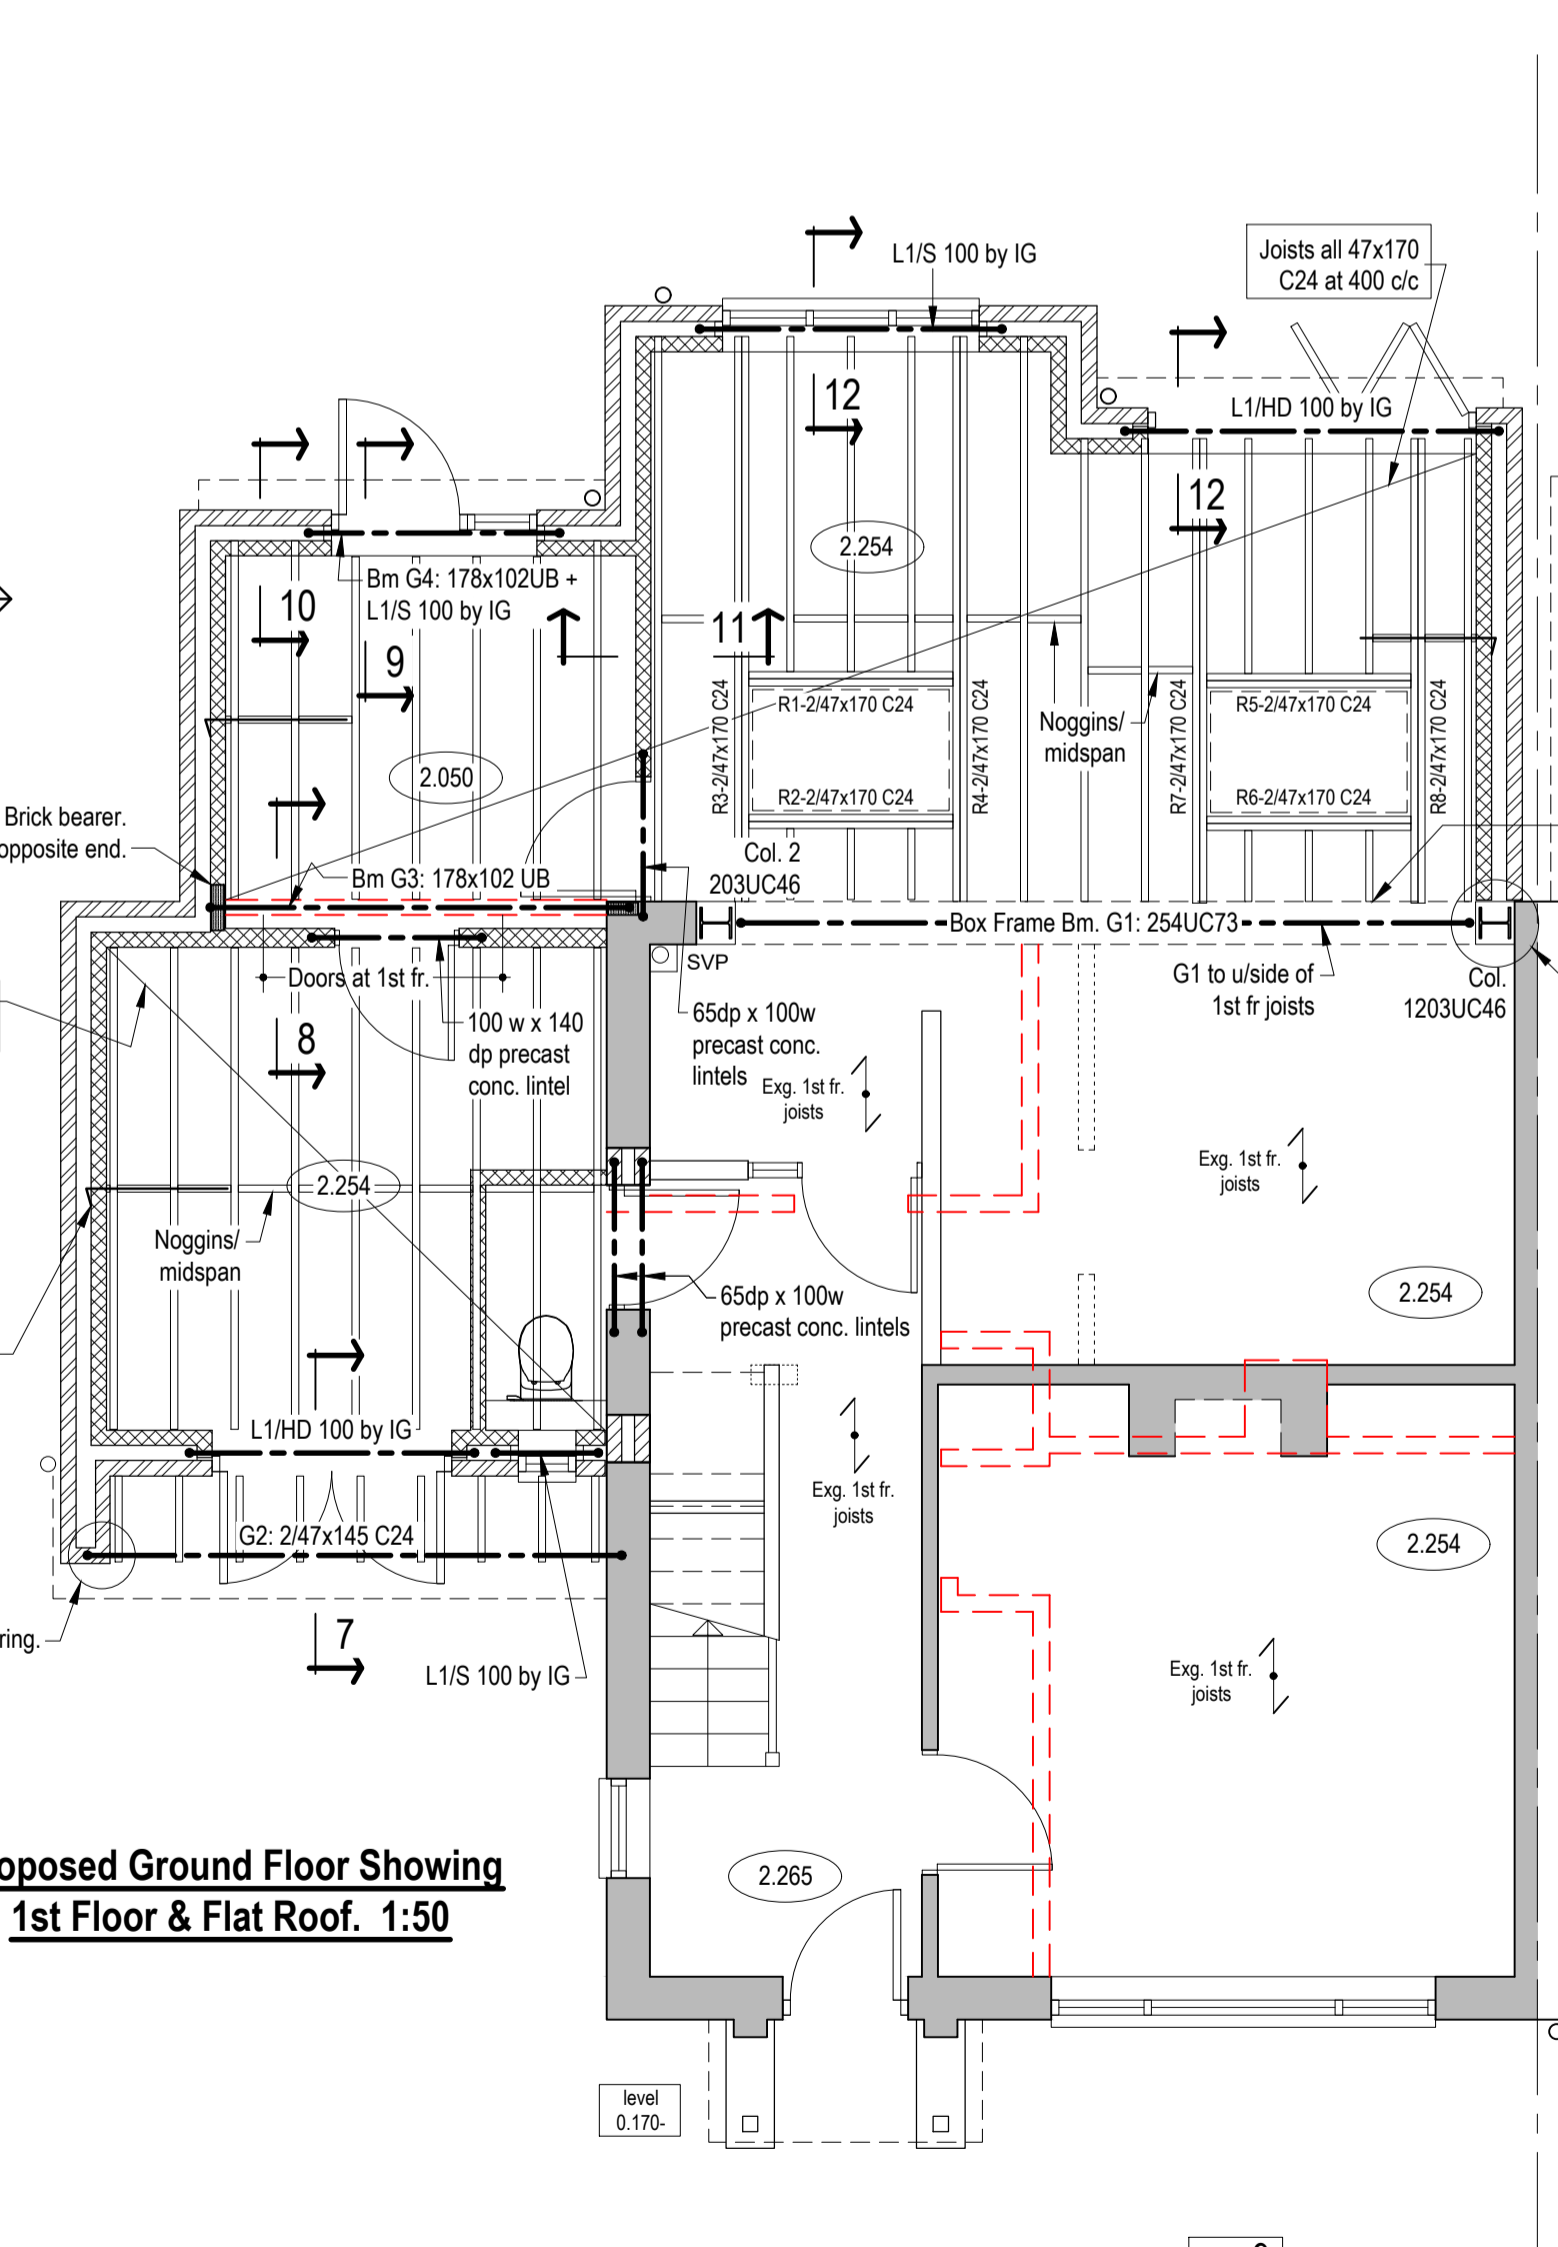 L1/S 100 by IG
Joists all 47x170
C24 at 400 c/c
12
L1/HD 100 by IG
12
2.254
Bm G4: 178x102UB +
L1/S 100 by IG
10
9
11
R1-2/47x170 C24
R2-2/47x170 C24
R3-2/47x170 C24
R4-2/47x170 C24
Noggins/
midspan
R5-2/47x170 C24
R6-2/47x170 C24
R7-2/47x170 C24
R8-2/47x170 C24
2.050
Brick bearer.
opposite end.
Bm G3: 178x102 UB
Col. 2
203UC46
Box Frame Bm. G1: 254UC73
SVP
G1 to u/side of
1st fr joists
Col.
1203UC46
Doors at 1st fr.
8
100 w x 140
dp precast
conc. lintel
65dp x 100w
precast conc.
lintels
Exg. 1st fr.
joists
Exg. 1st fr.
joists
2.254
Noggins/
midspan
65dp x 100w
precast conc. lintels
2.254
L1/HD 100 by IG
G2: 2/47x145 C24
Exg. 1st fr.
joists
2.254
ring.
7
L1/S 100 by IG
Exg. 1st fr.
joists
oposed Ground Floor Showing
1st Floor & Flat Roof. 1:50
2.265
level
0.170-